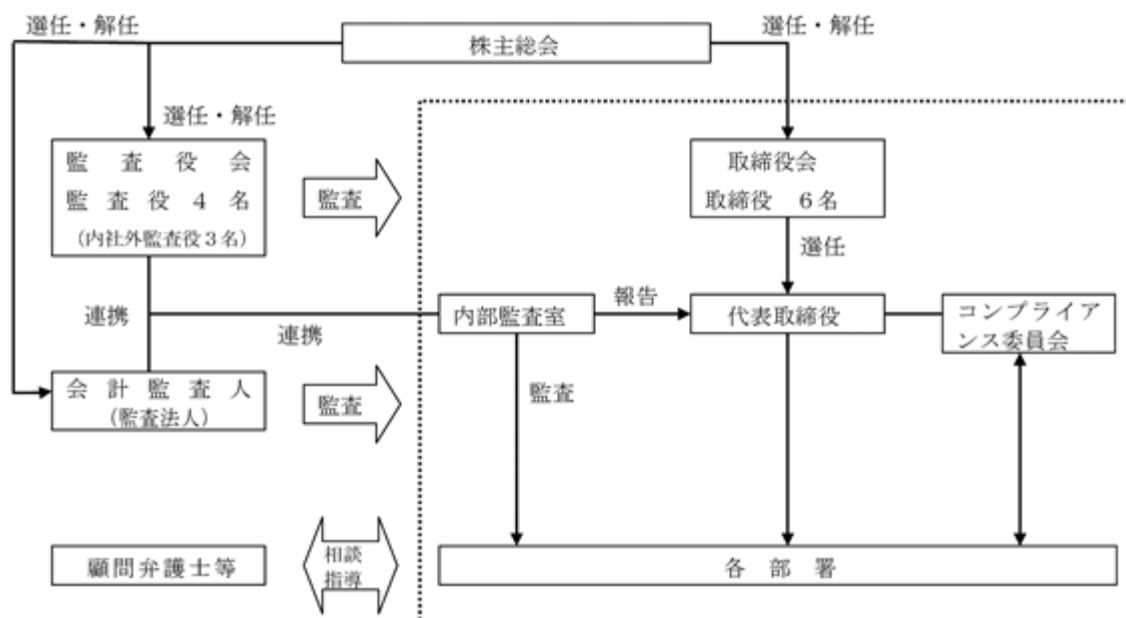 選任・解任
選任・解任
株主総会
選任・解任
監査役会
監査役4名
(内社外監査役3名)
監査
取締役会
取締役 6名
選任
連携
連携
内部監査室
報告
代表取締役
コンプライア
ンス委員会
会計監査人
(監査法人)
監査
監査
顧問弁護士等
相談
指導
各部署